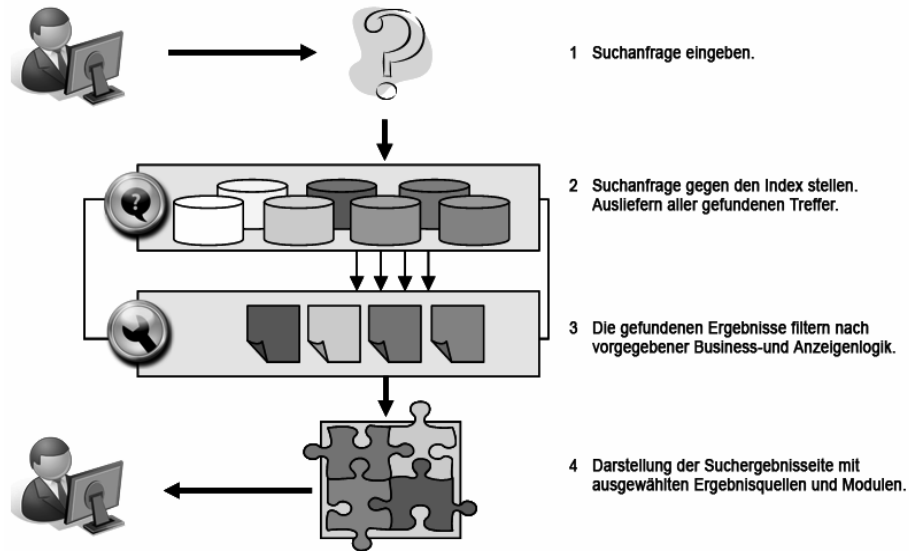 1 Suchanfrage eingeben.
2 Suchanfrage gegen den Index stellen.
Ausliefern aller gefundenen Treffer.
3 Die gefundenen Ergebnisse filtern nach
vorgegebener Business-und Anzeigenlogik.
4 Darstellung der Suchergebnisseite mit
ausgewählten Ergebnisquellen und Modulen.